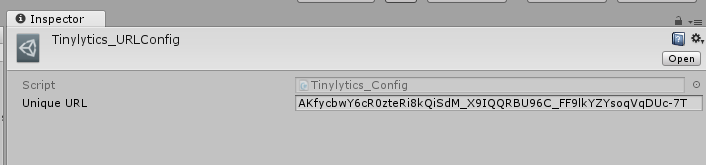 Inspector
Tinylytics_URLConfig
Open
Script
Tinylytics_Config
Unique URL
AKfycbwY6cR0zteRi8kQiSdM_X9IQQRBU96C_FF9lkYZYsoqVqDUc-7T